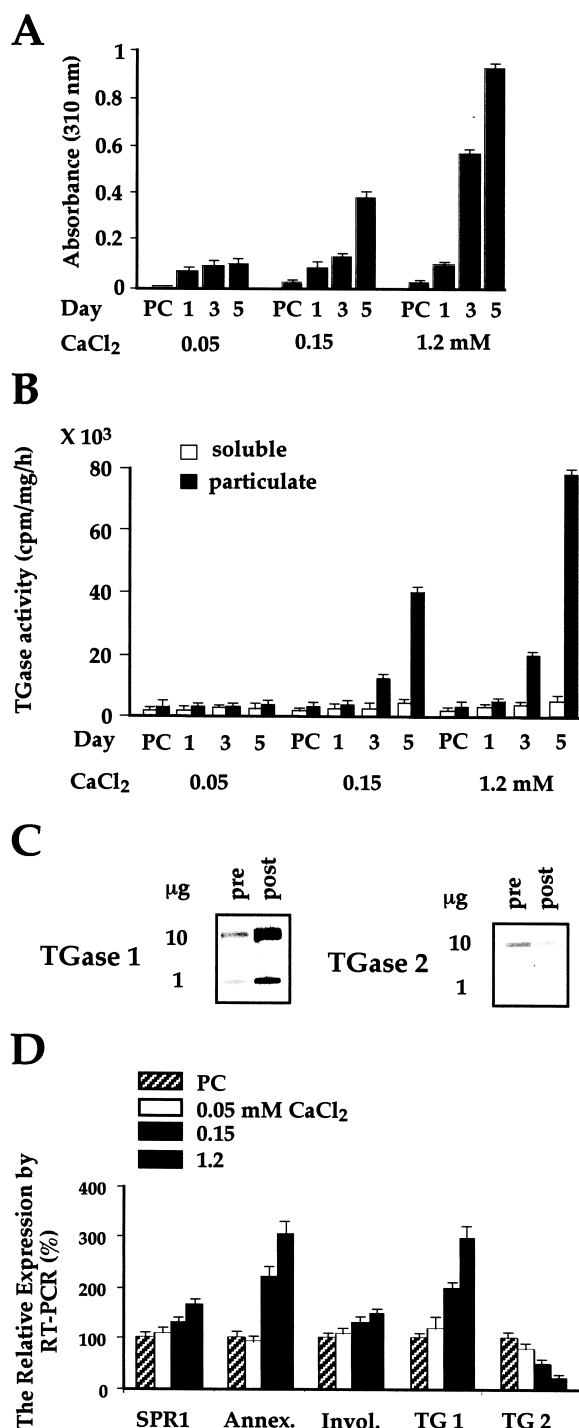 A
Absorbance (310 nm)
1
0.8
0.6
0.4
0.2
0
Day PC 1 3 5 PC 1 3 5 PC 1 3 5
CaCl2 0.05 0.15 1.2 mM
B
TGase activity (cpm/mg/h)
X 10³
soluble
particulate
80
60
40
20
0
Day PC 1 3 5 PC 1 3 5 PC 1 3 5
CaCl2 0.05 0.15 1.2 mM
C
µg pre post
TGase 1
10
1
µg pre post
TGase 2
10
1
D
PC
0.05 mM CaCl2
0.15
1.2
The Relative Expression by
RT-PCR (%)
400
300
200
100
0
SPR1 Annex. Invol. TG 1 TG 2